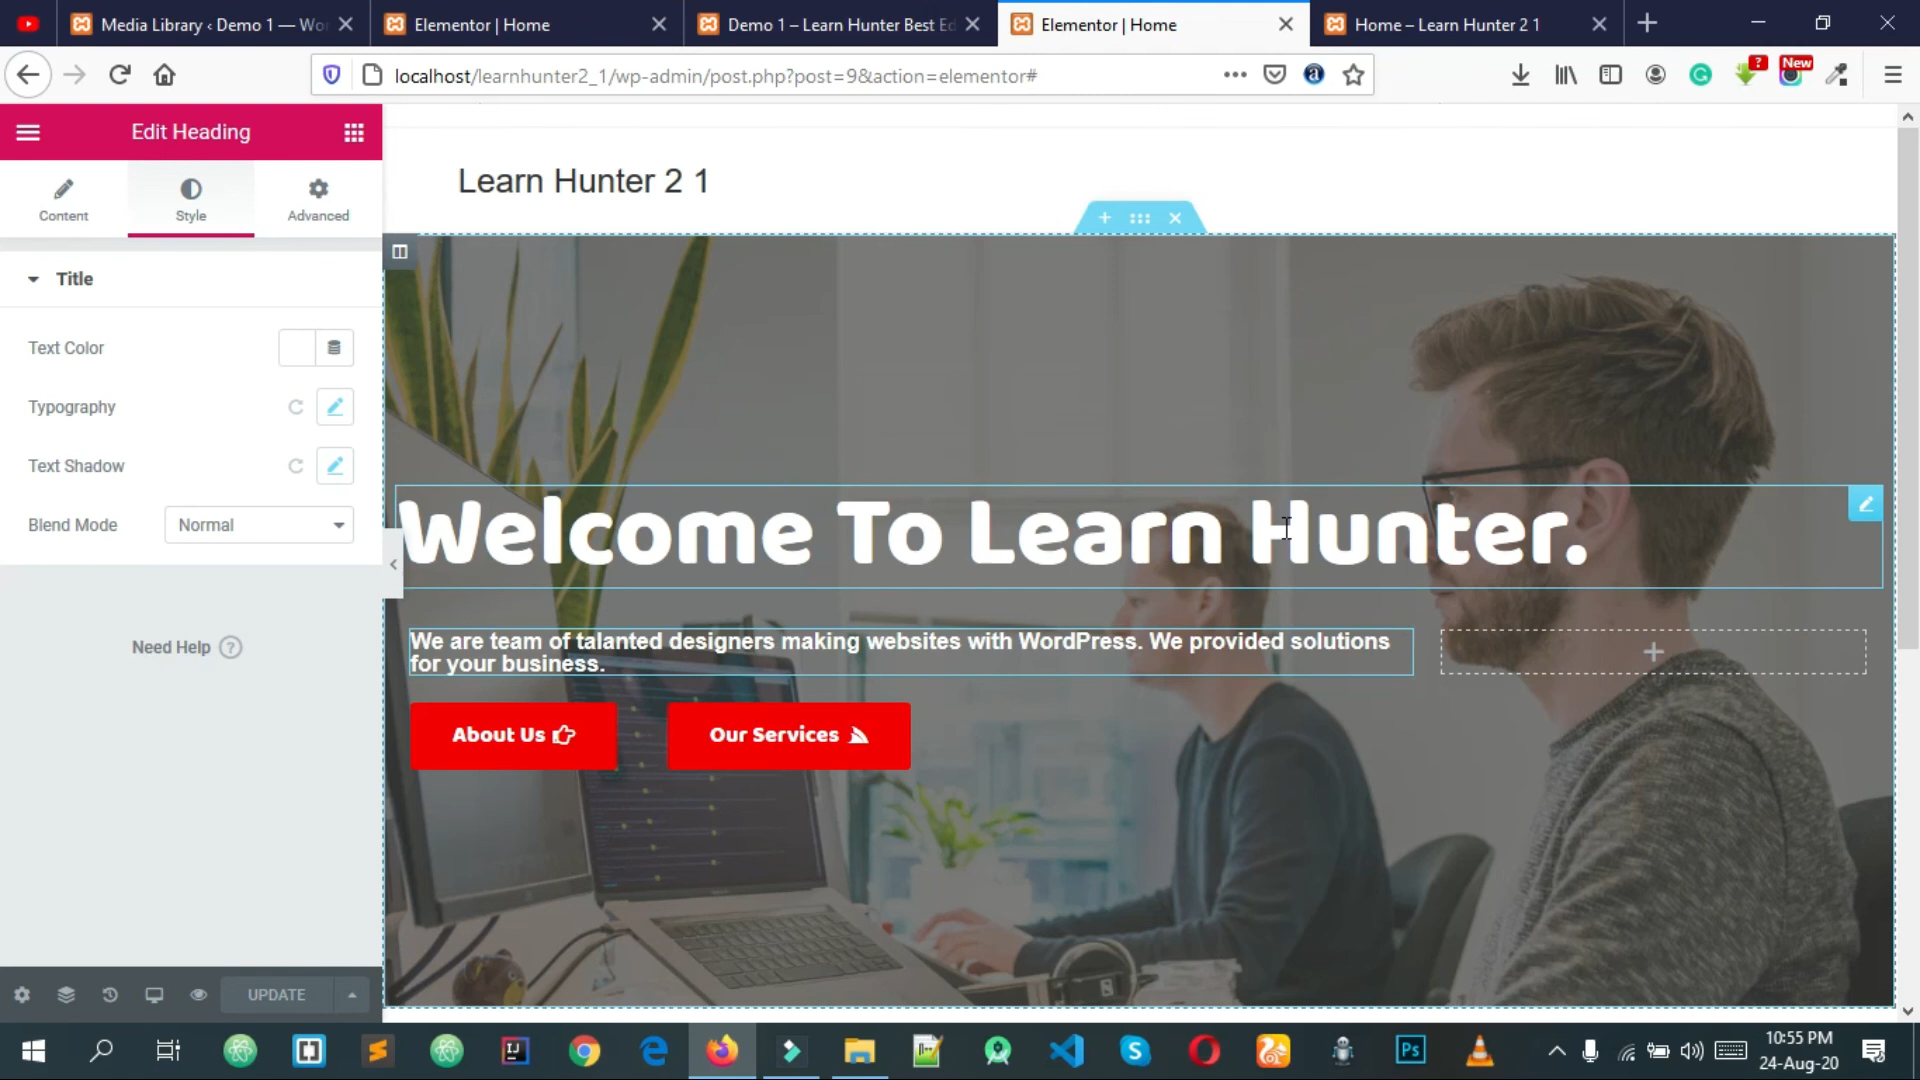 Media Library ‹ Demo 1 — Wo
Elementor | Home
Demo 1 – Learn Hunter Best Ed
Elementor | Home
Home – Learn Hunter 2 1
localhost/learnhunter2_1/wp-admin/post.php?post=9&action=elementor#
?
New
Edit Heading
Content
Style
Advanced
Title
Text Color
Typography
Text Shadow
Blend Mode
Normal
Need Help ?
UPDATE
Learn Hunter 2 1
Welcome To Learn Hunter.
We are team of talanted designers making websites with WordPress. We provided solutions
for your business.
About Us
Our Services
IJ
S
Ps
10:55 PM
24-Aug-20